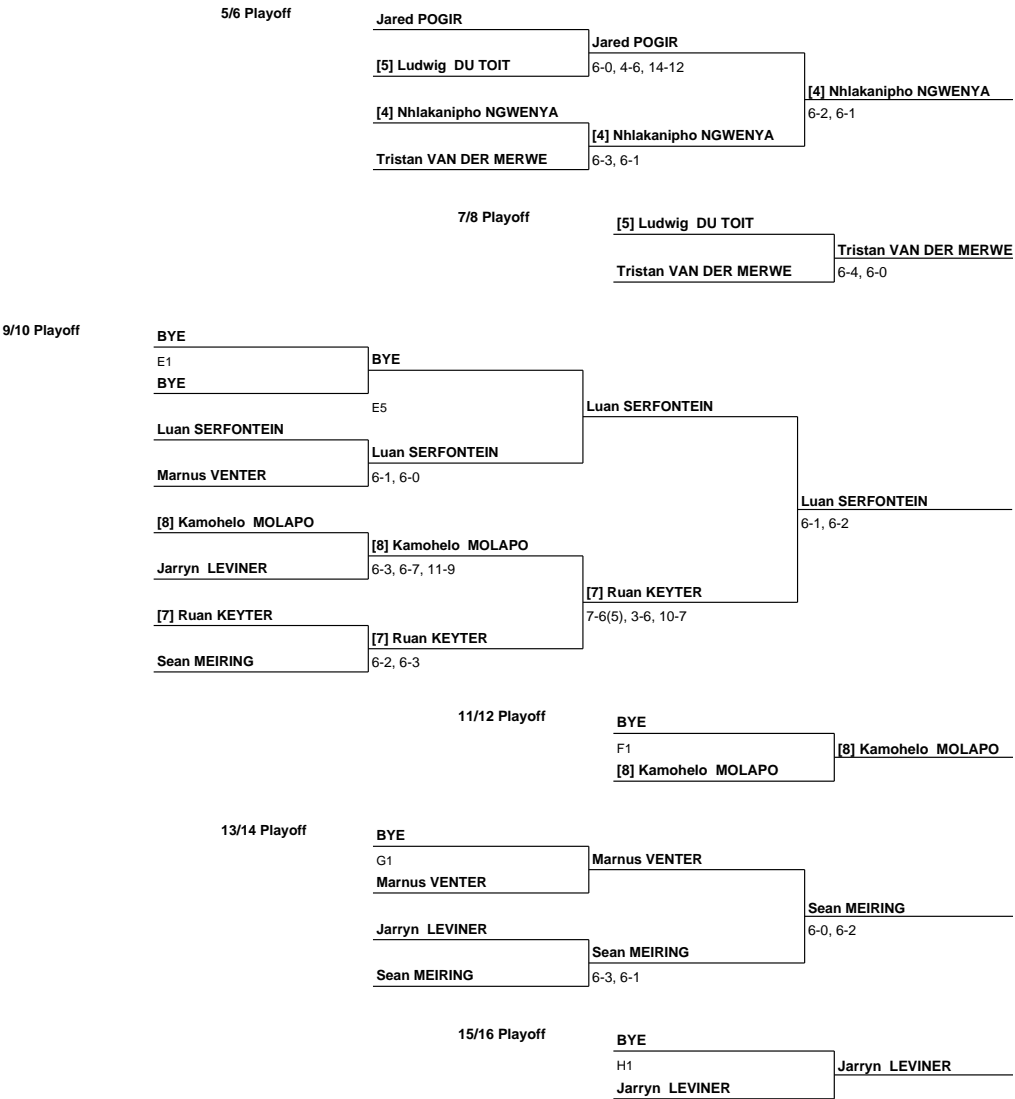 5/6 Playoff
Jared POGIR
Jared POGIR
[5] Ludwig DU TOIT
6-0, 4-6, 14-12
[4] Nhlakanipho NGWENYA
6-2, 6-1
[4] Nhlakanipho NGWENYA
[4] Nhlakanipho NGWENYA
Tristan VAN DER MERWE
6-3, 6-1
7/8 Playoff
[5] Ludwig DU TOIT
Tristan VAN DER MERWE
Tristan VAN DER MERWE
6-4, 6-0
9/10 Playoff
BYE
E1
BYE
BYE
E5
Luan SERFONTEIN
Luan SERFONTEIN
Luan SERFONTEIN
Marnus VENTER
6-1, 6-0
Luan SERFONTEIN
6-1, 6-2
[8] Kamohelo MOLAPO
[8] Kamohelo MOLAPO
Jarryn LEVINER
6-3, 6-7, 11-9
[7] Ruan KEYTER
7-6(5), 3-6, 10-7
[7] Ruan KEYTER
[7] Ruan KEYTER
Sean MEIRING
6-2, 6-3
11/12 Playoff
BYE
F1
[8] Kamohelo MOLAPO
[8] Kamohelo MOLAPO
13/14 Playoff
BYE
G1
Marnus VENTER
Marnus VENTER
Sean MEIRING
6-0, 6-2
Jarryn LEVINER
Sean MEIRING
Sean MEIRING
6-3, 6-1
15/16 Playoff
BYE
H1
Jarryn LEVINER
Jarryn LEVINER